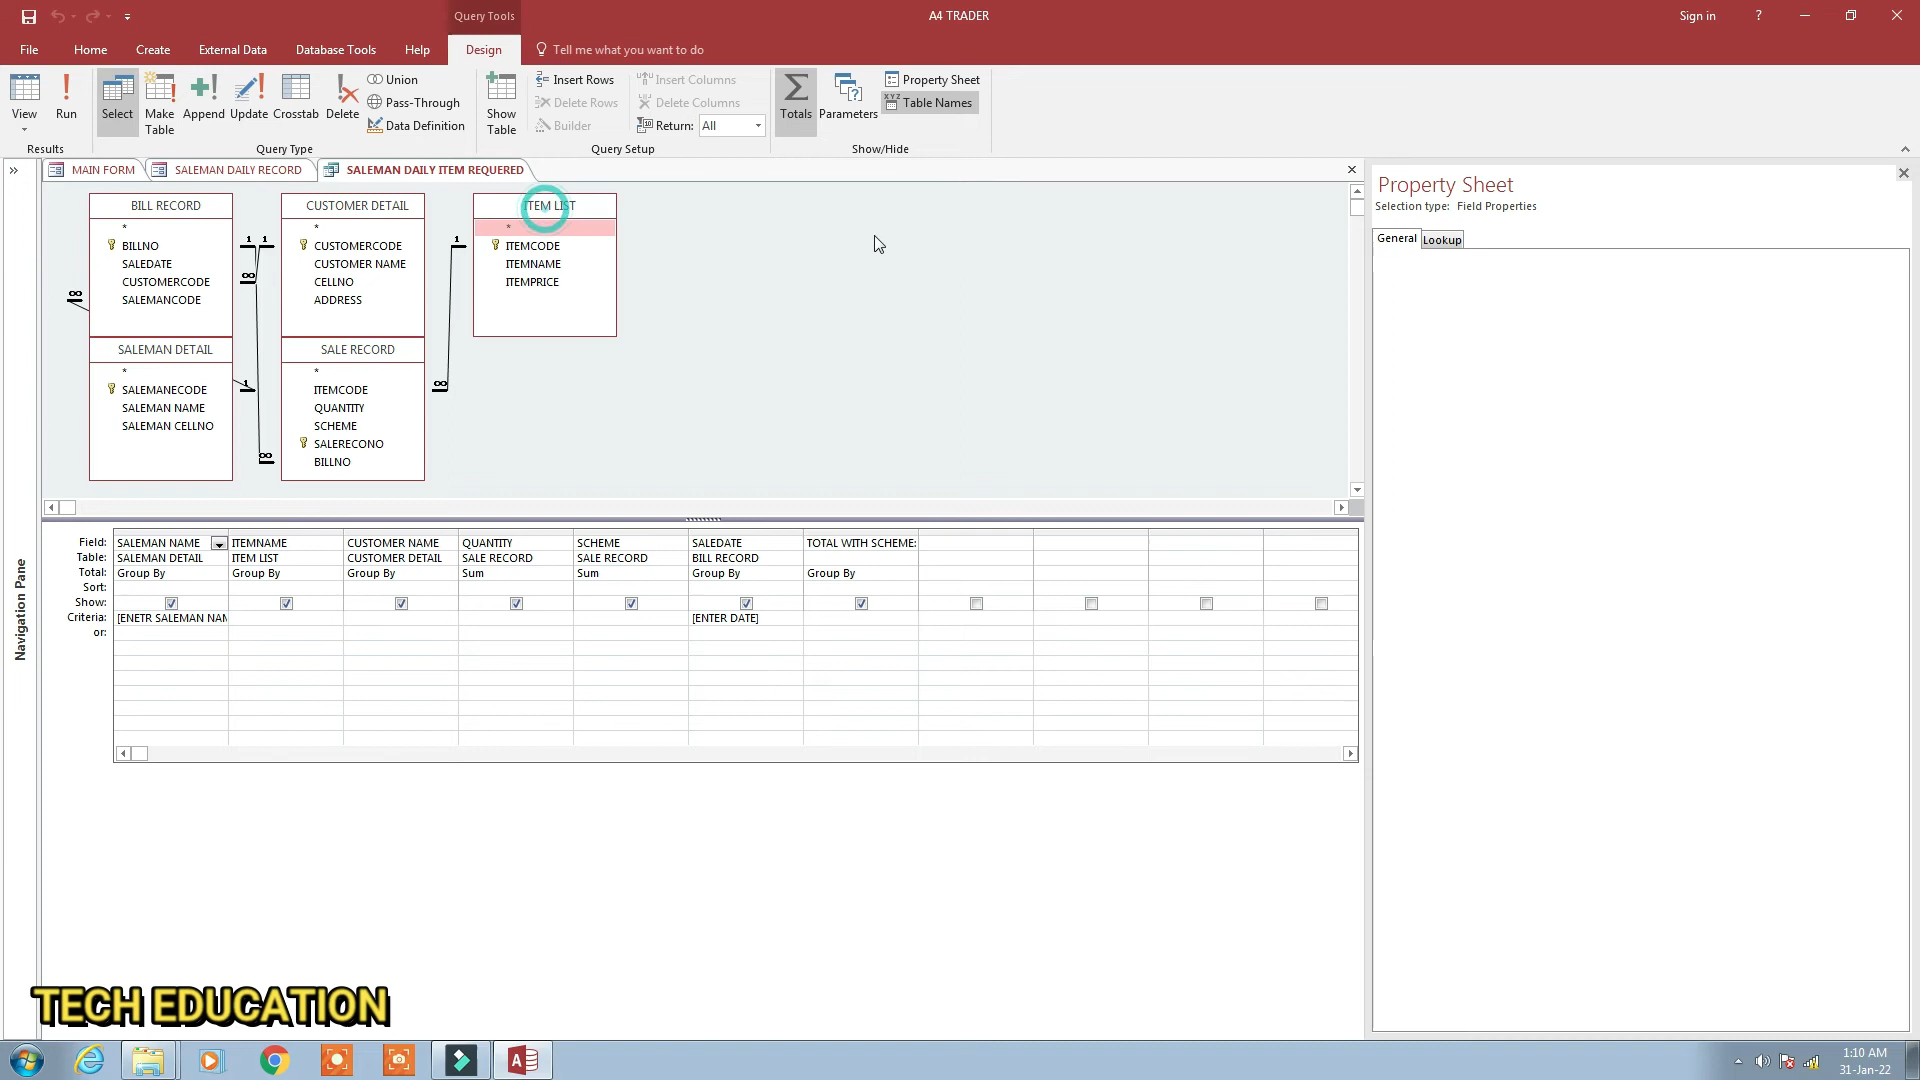 Query Tools
A4 TRADER
Sign in
?
File Home Create External Data Database Tools Help Design Tell me what you want to do
View Run Select Make Table Append Update Crosstab Delete
Union
Pass-Through
Data Definition
Show Table
Insert Rows
Delete Rows
Builder
Insert Columns
Delete Columns
Return: All
Totals Parameters
Property Sheet
XYZ Table Names
Results Query Type Query Setup Show/Hide
MAIN FORM SALEMAN DAILY RECORD SALEMAN DAILY ITEM REQUERED
BILL RECORD
*
BILLNO
SALEDATE
CUSTOMERCODE
SALEMANCODE
CUSTOMER DETAIL
*
CUSTOMERCODE
CUSTOMER NAME
CELLNO
ADDRESS
ITEM LIST
*
ITEMCODE
ITEMNAME
ITEMPRICE
SALEMAN DETAIL
*
SALEMANECODE
SALEMAN NAME
SALEMAN CELLNO
SALE RECORD
*
ITEMCODE
QUANTITY
SCHEME
SALERECONO
BILLNO
1 1 1 1
∞ ∞ ∞ ∞
Field: SALEMAN NAME ITEMNAME CUSTOMER NAME QUANTITY SCHEME SALEDATE TOTAL WITH SCHEME:
Table: SALEMAN DETAIL ITEM LIST CUSTOMER DETAIL SALE RECORD SALE RECORD BILL RECORD
Total: Group By Group By Group By Sum Sum Group By Group By
Sort:
Show:
Criteria: [ENETR SALEMAN NAM [ENTER DATE]
or:
Property Sheet
Selection type: Field Properties
General Lookup
Navigation Pane
TECH EDUCATION
1:10 AM
31-Jan-22